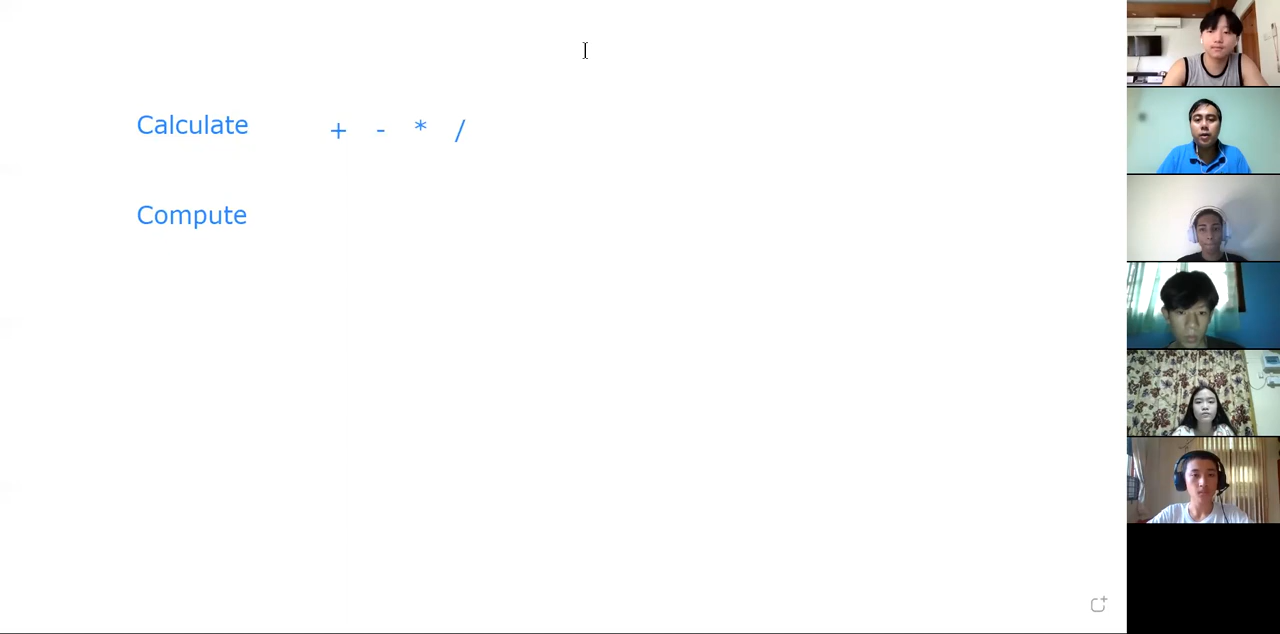 Calculate + - * /
Compute